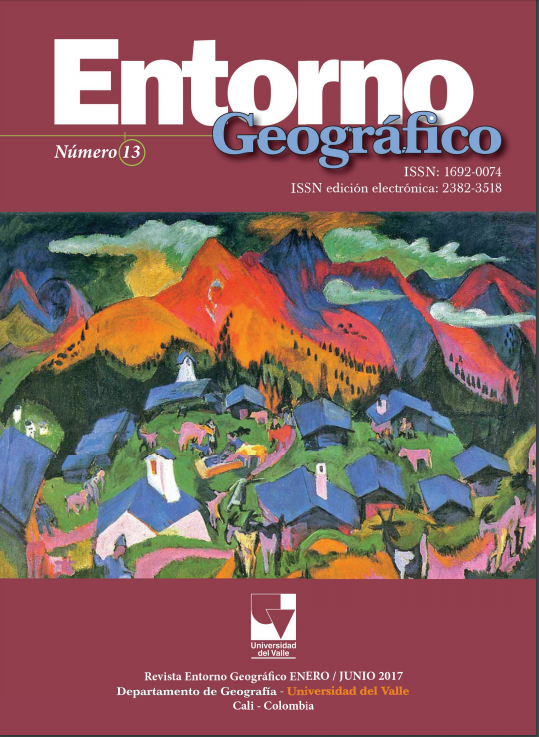 Entorno
Geográfico
Número 13
ISSN: 1692-0074
ISSN edición electrónica: 2382-3518
Universidad
del Valle
Revista Entorno Geográfico ENERO / JUNIO 2017
Departamento de Geografía - Universidad del Valle
Cali - Colombia